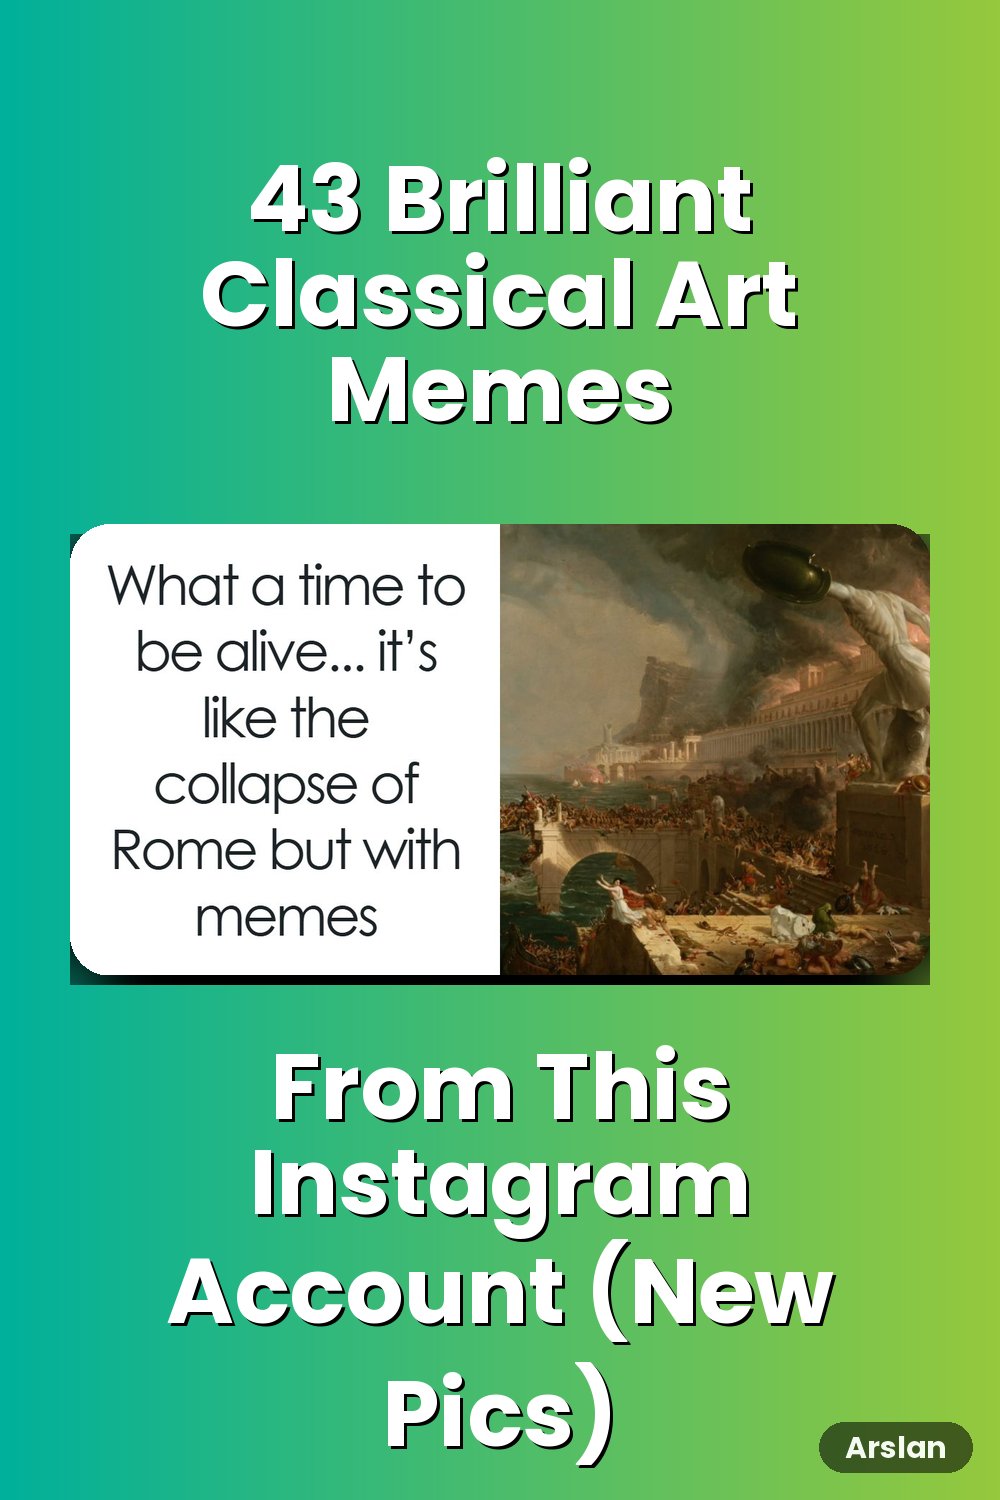 43 Brilliant
Classical Art
Memes
What a time to
be alive... it’s
like the
collapse of
Rome but with
memes
From This
Instagram
Account (New
Pics)
Arslan